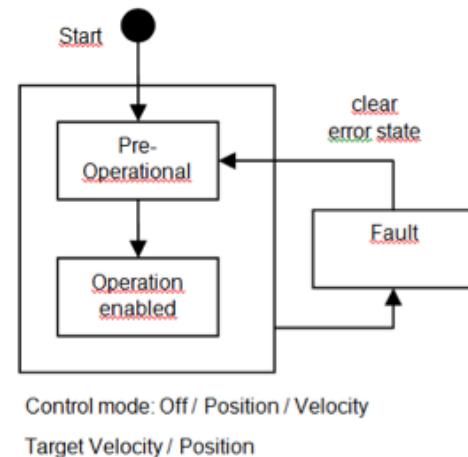 Start
clear
error state
Pre-
Operational
Fault
Operation
enabled
Control mode: Off / Position / Velocity
Target Velocity / Position